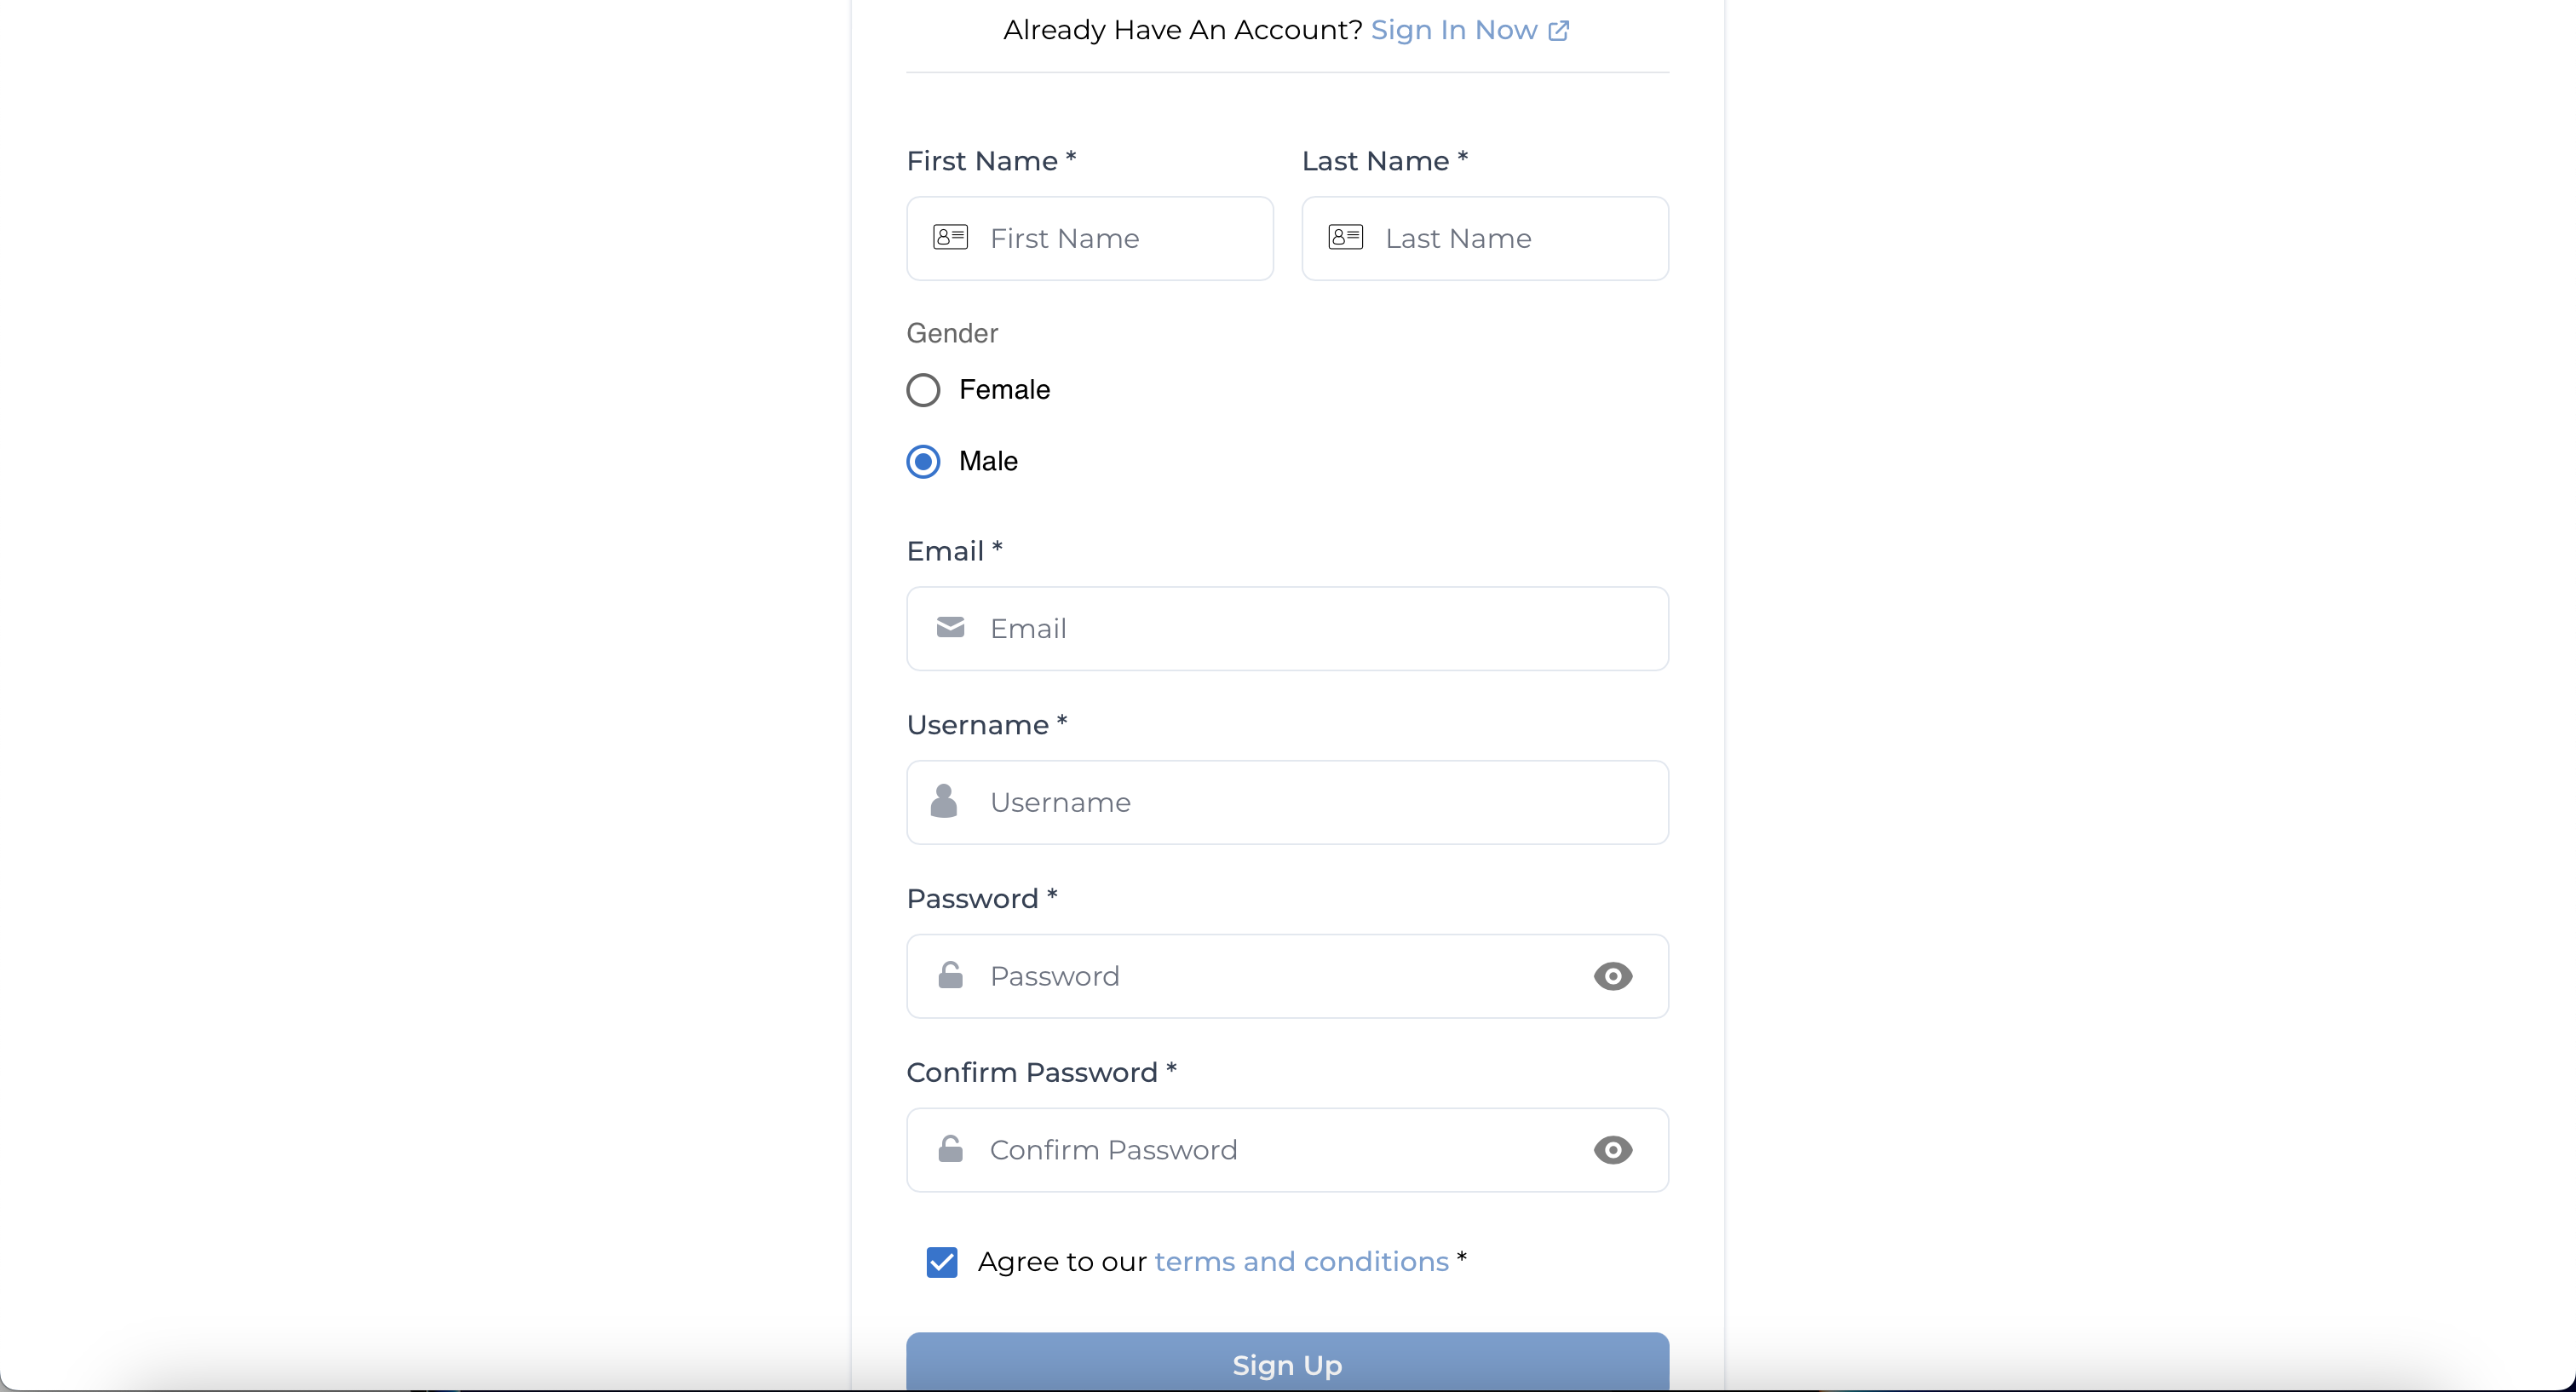 Already Have An Account? Sign In Now
First Name * Last Name *
First Name Last Name
Gender
Female
Male
Email *
Email
Username *
Username
Password *
Password
Confirm Password *
Confirm Password
Agree to our terms and conditions *
Sign Up